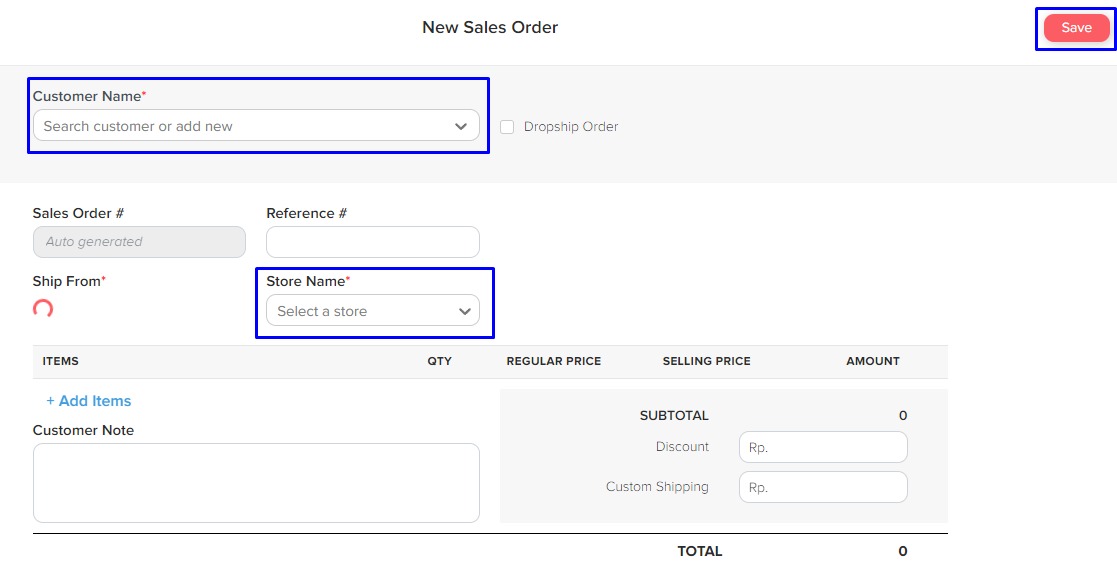 New Sales Order
Save
Customer Name*
Search customer or add new
Dropship Order
Sales Order #
Reference #
Auto generated
Ship From*
Store Name*
Select a store
ITEMS QTY REGULAR PRICE SELLING PRICE AMOUNT
+ Add Items
Customer Note
SUBTOTAL 0
Discount Rp.
Custom Shipping Rp.
TOTAL 0